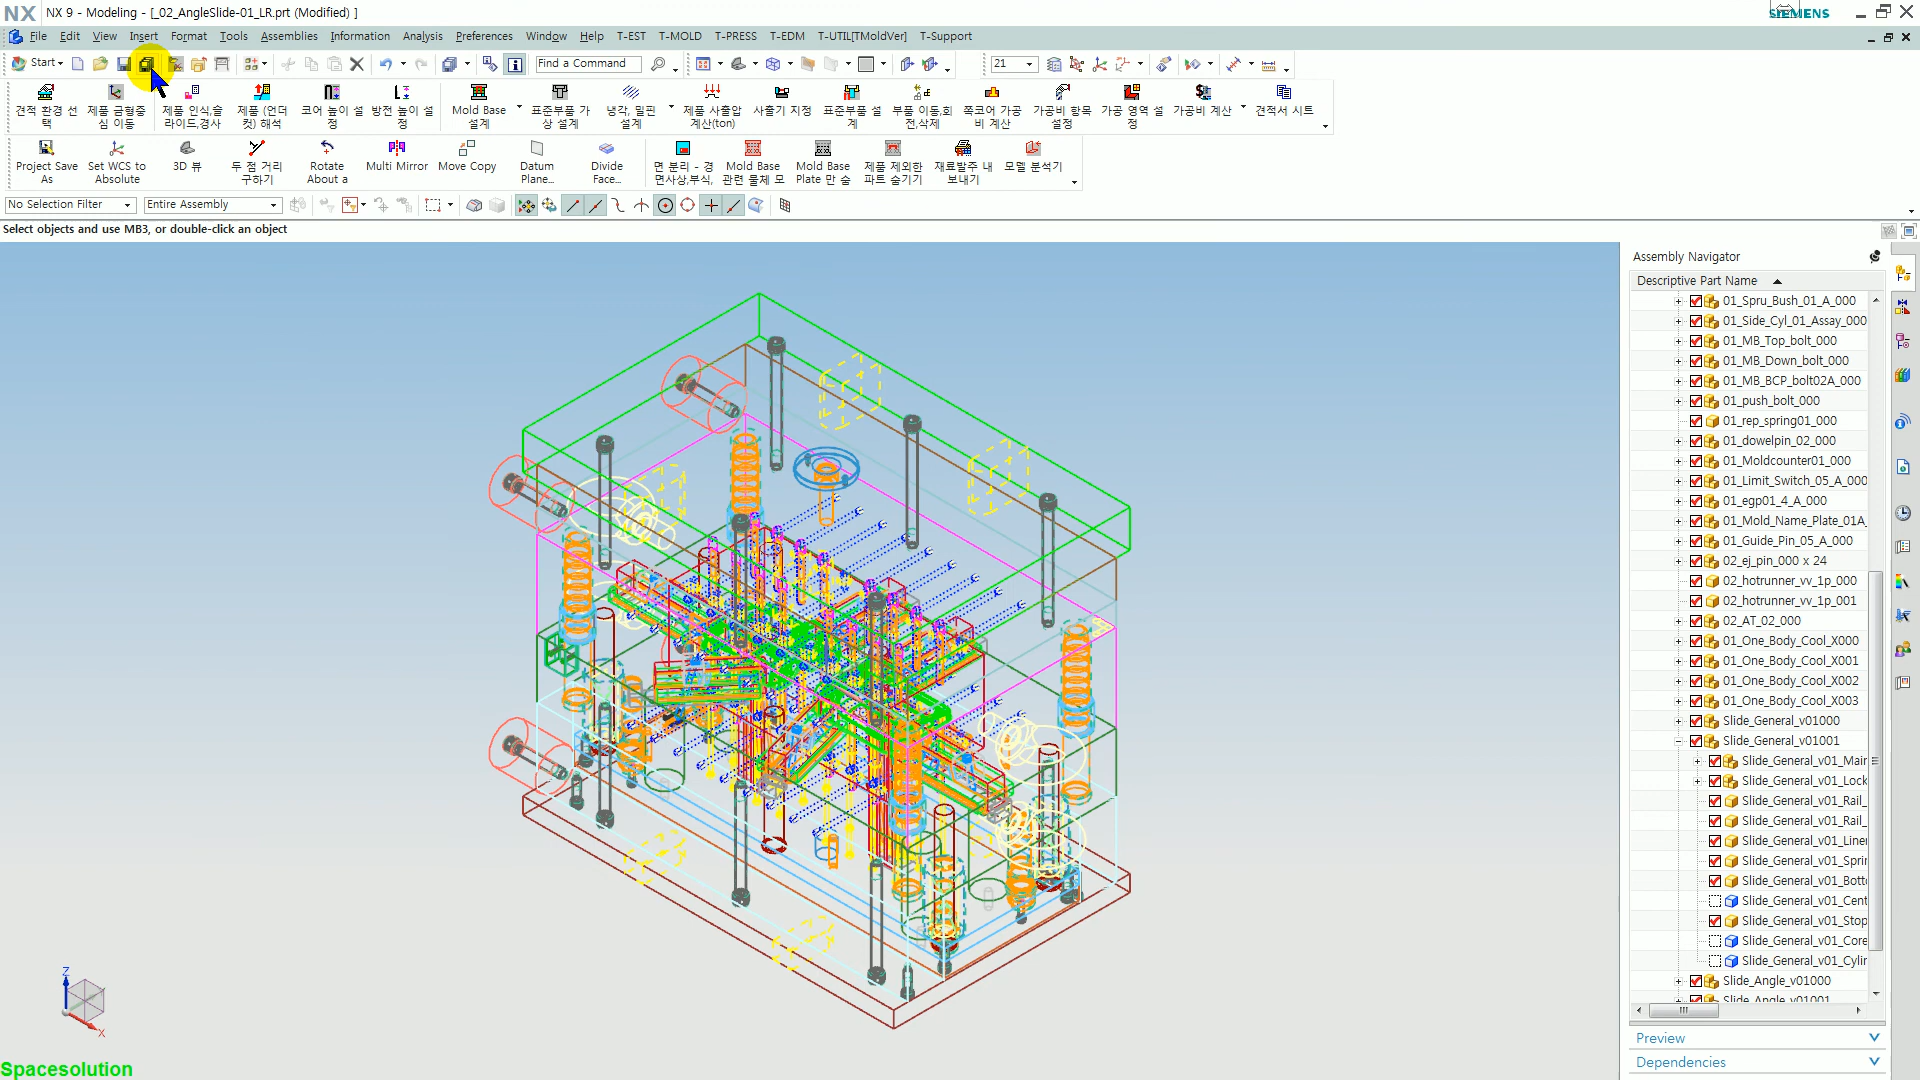 NX NX 9 - Modeling - [_02_AngleSlide-01_LR.prt (Modified) ] SIEMENS
File Edit View Insert Format Tools Assemblies Information Analysis Preferences Window Help T-EST T-MOLD T-PRESS T-EDM T-UTIL[TMoldVer] T-Support
Start Find a Command 21
견적 환경 선택
제품 금형중심 이동
제품 인식,슬라이드,경사
제품 (언더컷) 해석
코어 높이 설정
방전 높이 설정
Mold Base 설계
표준부품 가상 설계
냉각, 밀핀 설계
제품 사출압 계산(ton)
사출기 지정
표준부품 설계
부품 이동,회전,삭제
쪽코어 가공비 계산
가공비 항목 설정
가공 영역 설정
가공비 계산
견적서 시트
Project Save As
Set WCS to Absolute
3D 뷰
두 점 거리 구하기
Rotate About a
Multi Mirror
Move Copy
Datum Plane...
Divide Face...
면 분리 - 경면사상,부식,
Mold Base 관련 물체 모
Mold Base Plate 만 숨
제품 제외한 파트 숨기기
재료발주 내보내기
모델 분석기
No Selection Filter Entire Assembly
Select objects and use MB3, or double-click an object
Assembly Navigator
Descriptive Part Name
01_Spru_Bush_01_A_000
01_Side_Cyl_01_Assay_000
01_MB_Top_bolt_000
01_MB_Down_bolt_000
01_MB_BCP_bolt02A_000
01_push_bolt_000
01_rep_spring01_000
01_dowelpin_02_000
01_Moldcounter01_000
01_Limit_Switch_05_A_000
01_egp01_4_A_000
01_Mold_Name_Plate_01A_
01_Guide_Pin_05_A_000
02_ej_pin_000 x 24
02_hotrunner_vv_1p_000
02_hotrunner_vv_1p_001
02_AT_02_000
01_One_Body_Cool_X000
01_One_Body_Cool_X001
01_One_Body_Cool_X002
01_One_Body_Cool_X003
Slide_General_v01000
Slide_General_v01001
Slide_General_v01_Mair
Slide_General_v01_Lock
Slide_General_v01_Rail_
Slide_General_v01_Rail_
Slide_General_v01_Liner
Slide_General_v01_Sprin
Slide_General_v01_Botto
Slide_General_v01_Cent
Slide_General_v01_Stop
Slide_General_v01_Core
Slide_General_v01_Cylin
Slide_Angle_v01000
Slide_Angle_v01001
Preview
Dependencies
Z
X
Spacesolution